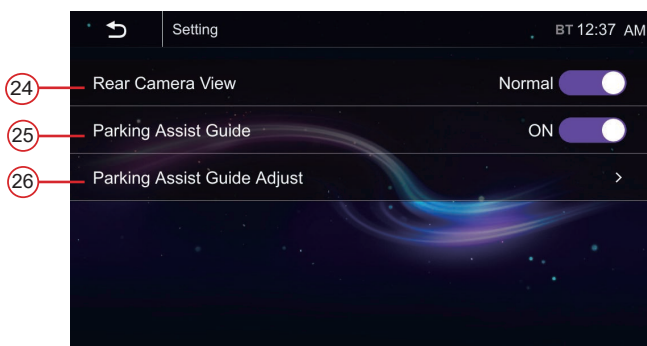 Setting BT 12:37 AM
24 Rear Camera View Normal
25 Parking Assist Guide ON
26 Parking Assist Guide Adjust >